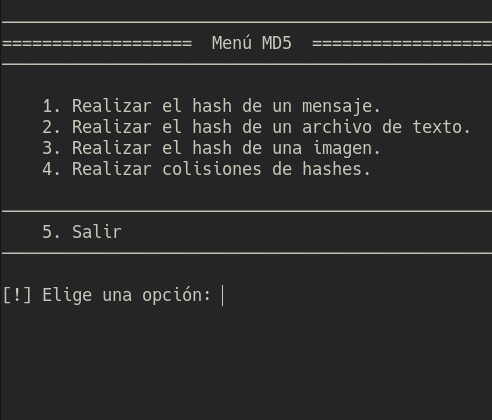 =================== Menú MD5 ==================
1. Realizar el hash de un mensaje.
2. Realizar el hash de un archivo de texto.
3. Realizar el hash de una imagen.
4. Realizar colisiones de hashes.
5. Salir
[!] Elige una opción: